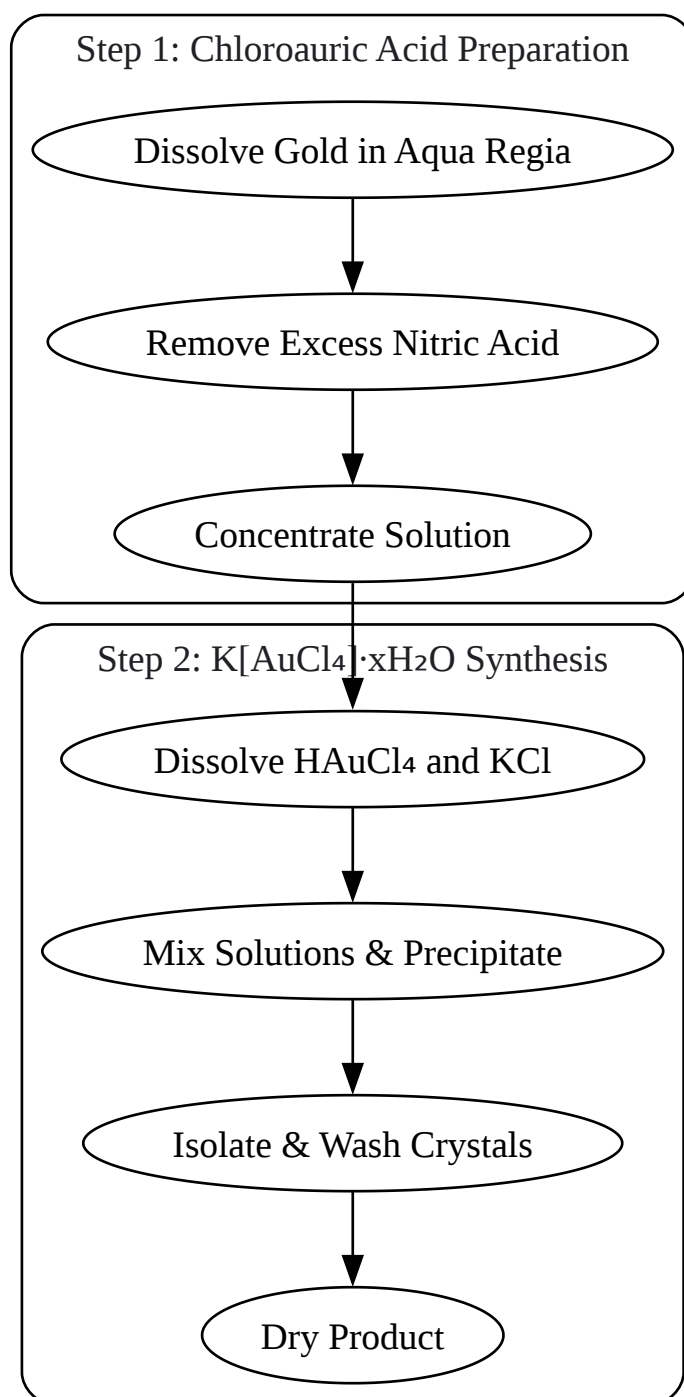 Step 1: Chloroauric Acid Preparation
Dissolve Gold in Aqua Regia
Remove Excess Nitric Acid
Concentrate Solution
Step 2: K[AuCl₄]·xH₂O Synthesis
Dissolve HAuCl₄ and KCl
Mix Solutions & Precipitate
Isolate & Wash Crystals
Dry Product